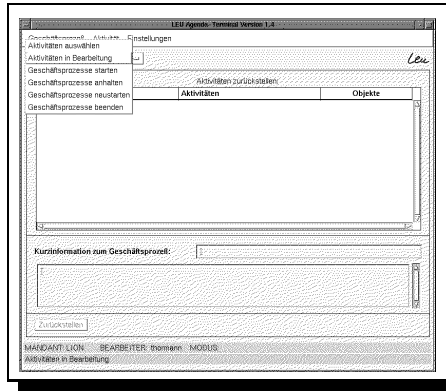 LEU Agenda- Terminal Version 1.4
Geschäftsprozeß Aktivität Einstellungen
Aktivitäten auswählen
Aktivitäten in Bearbeitung
Geschäftsprozesse starten
Geschäftsprozesse anhalten
Geschäftsprozesse neustarten
Geschäftsprozesse beenden
Leu
Aktivitäten zurückstellen:
Aktivitäten Objekte
Kurzinformation zum Geschäftsprozeß:
Zurückstellen
MANDANT: LION BEARBEITER: thormann MODUS:
Aktivitäten in Bearbeitung